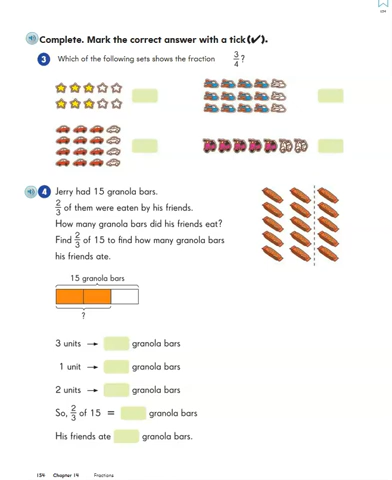 Complete. Mark the correct answer with a tick(✔).
3 Which of the following sets shows the fraction 3/4?
4 Jerry had 15 granola bars.
2/3 of them were eaten by his friends.
How many granola bars did his friends eat?
Find 2/3 of 15 to find how many granola bars
his friends ate.
15 granola bars
?
3 units → granola bars
1 unit → granola bars
2 units → granola bars
So, 2/3 of 15 = granola bars
His friends ate granola bars.
154 Chapter 14 Fractions